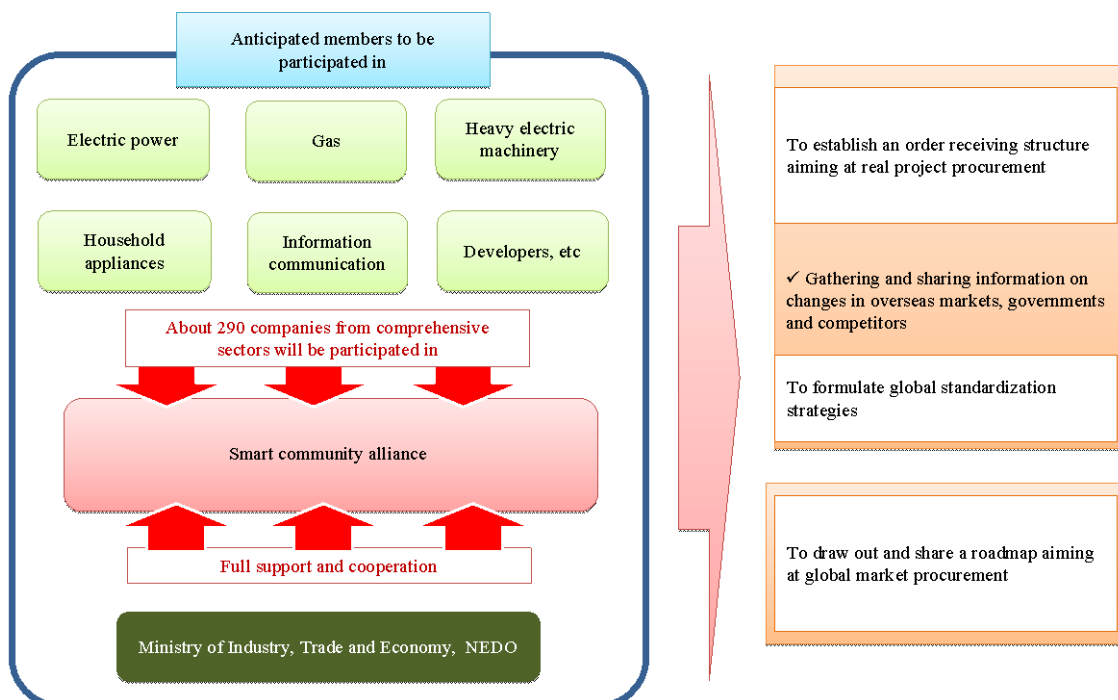 Anticipated members to be
participated in
Electric power
Gas
Heavy electric
machinery
Household
appliances
Information
communication
Developers, etc
About 290 companies from comprehensive
sectors will be participated in
Smart community alliance
Full support and cooperation
Ministry of Industry, Trade and Economy, NEDO
To establish an order receiving structure
aiming at real project procurement
✓ Gathering and sharing information on
changes in overseas markets, governments
and competitors
To formulate global standardization
strategies
To draw out and share a roadmap aiming
at global market procurement